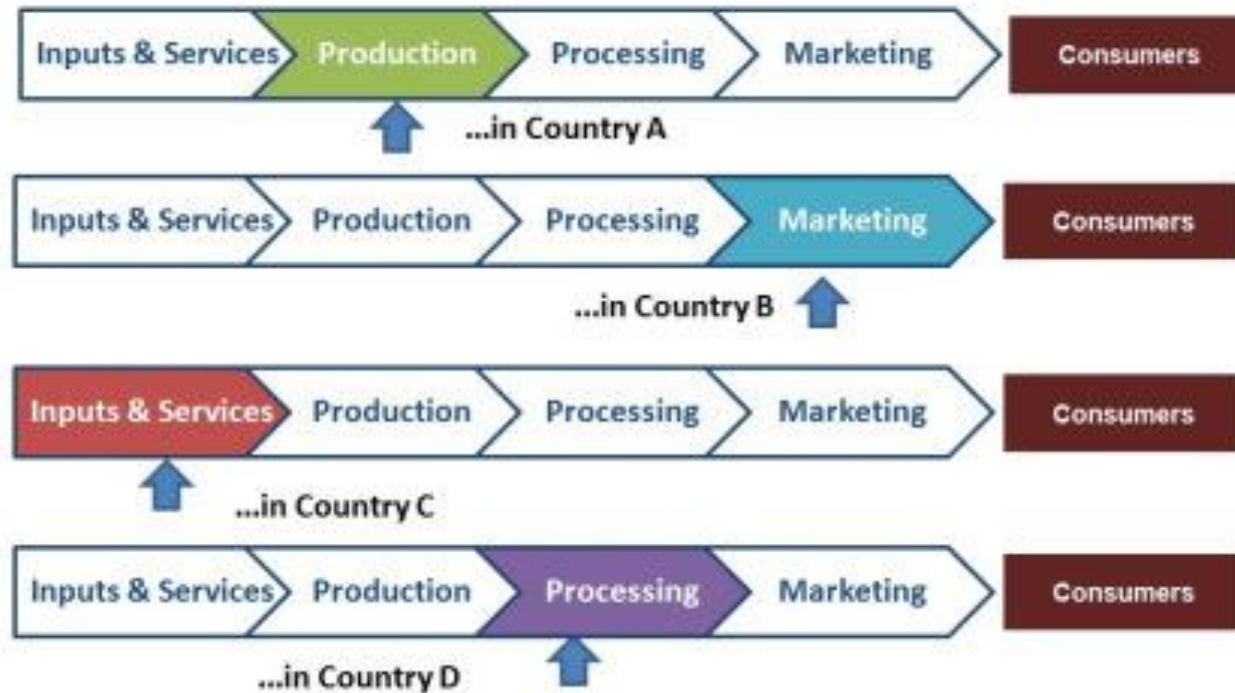 Inputs & Services Production Processing Marketing Consumers
...in Country A
Inputs & Services Production Processing Marketing Consumers
...in Country B
Inputs & Services Production Processing Marketing Consumers
...in Country C
Inputs & Services Production Processing Marketing Consumers
...in Country D